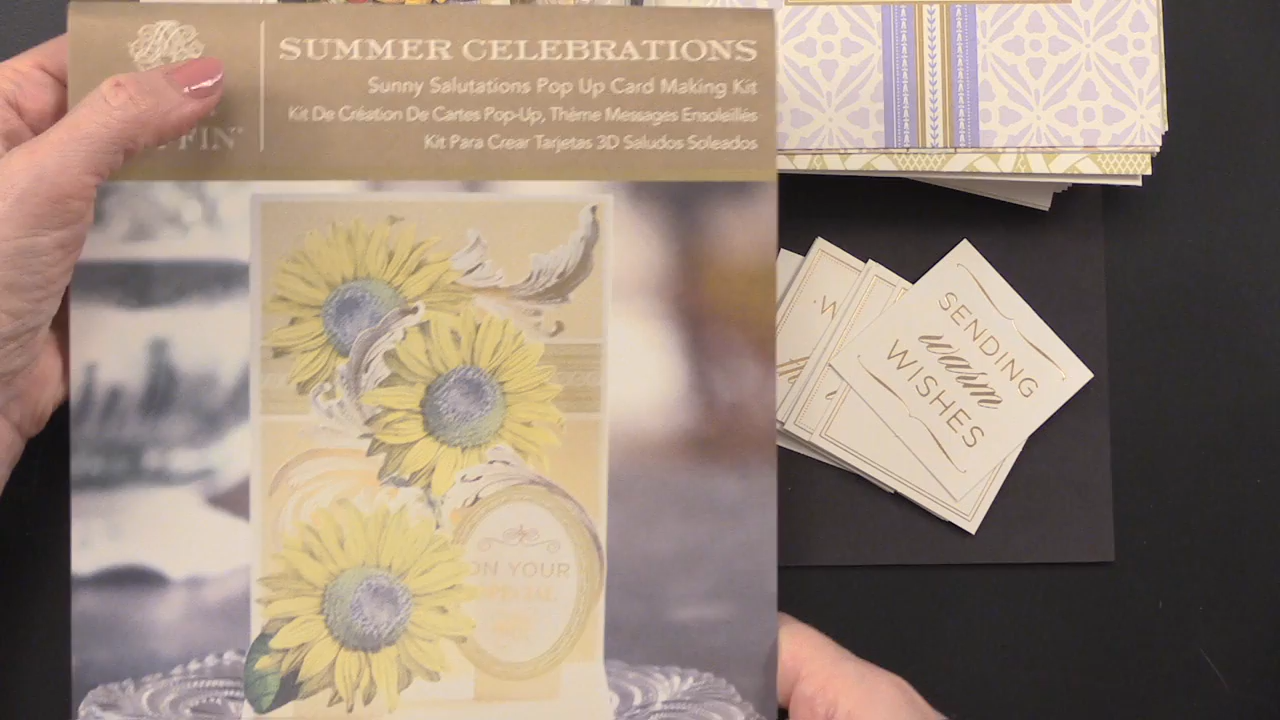 SUMMER CELEBRATIONS
Sunny Salutations Pop Up Card Making Kit
Kit De Création De Cartes Pop-Up, Thème Messages Ensoleillés
Kit Para Crear Tarjetas 3D Saludos Soleados
ON YOUR
SENDING
warm
WISHES